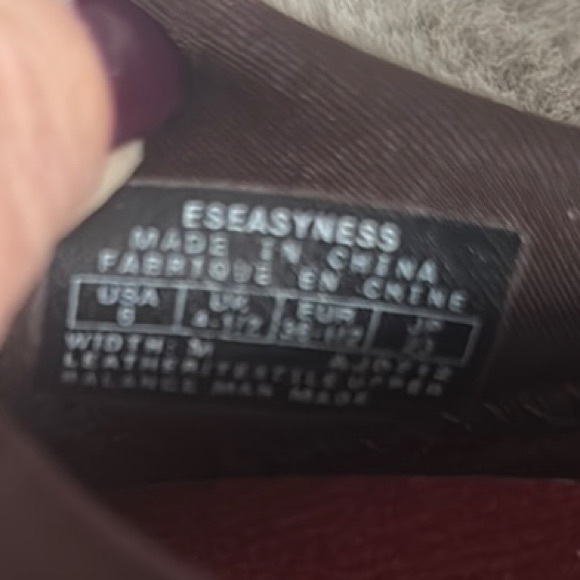 ESEASYNESS
MADE IN CHINA
FABRIQUE EN CHINE
USA UK EUR JP
6 4-1/2 36-1/2 23
WIDTH: M
LEATHER/TEXTILE UPPER
BALANCE MAN MADE